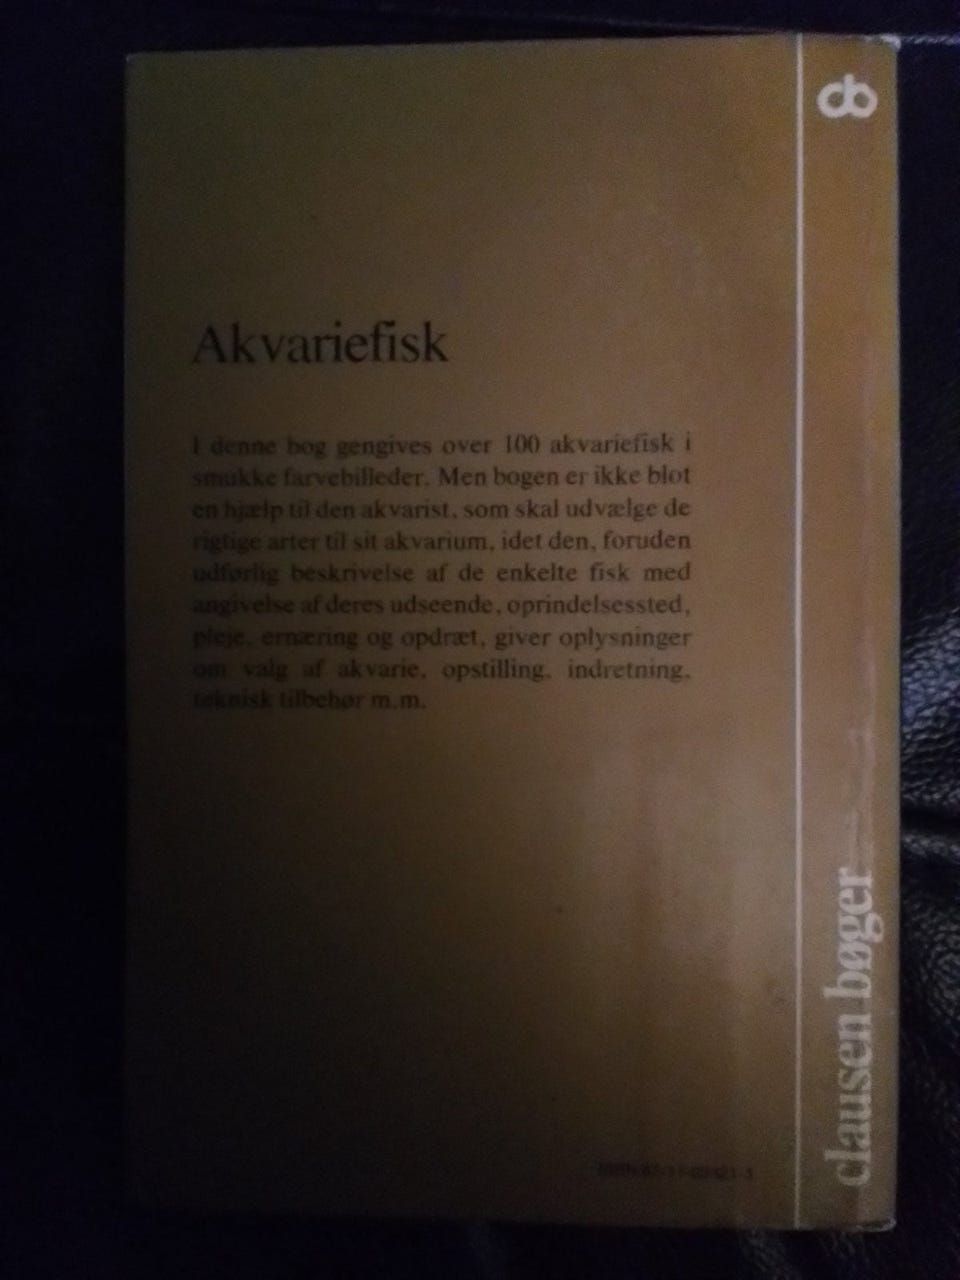 cb
Akvariefisk
I denne bog gengives over 100 akvariefisk i
smukke farvebilleder. Men bogen er ikke blot
en hjælp til den akvarist, som skal udvælge de
rigtige arter til sit akvarium, idet den, foruden
udførlig beskrivelse af de enkelte fisk med
angivelse af deres udseende, oprindelsessted,
pleje, ernæring og opdræt, giver oplysninger
om valg af akvarie, opstilling, indretning,
teknisk tilbehør m.m.
clausen bøger
ISBN